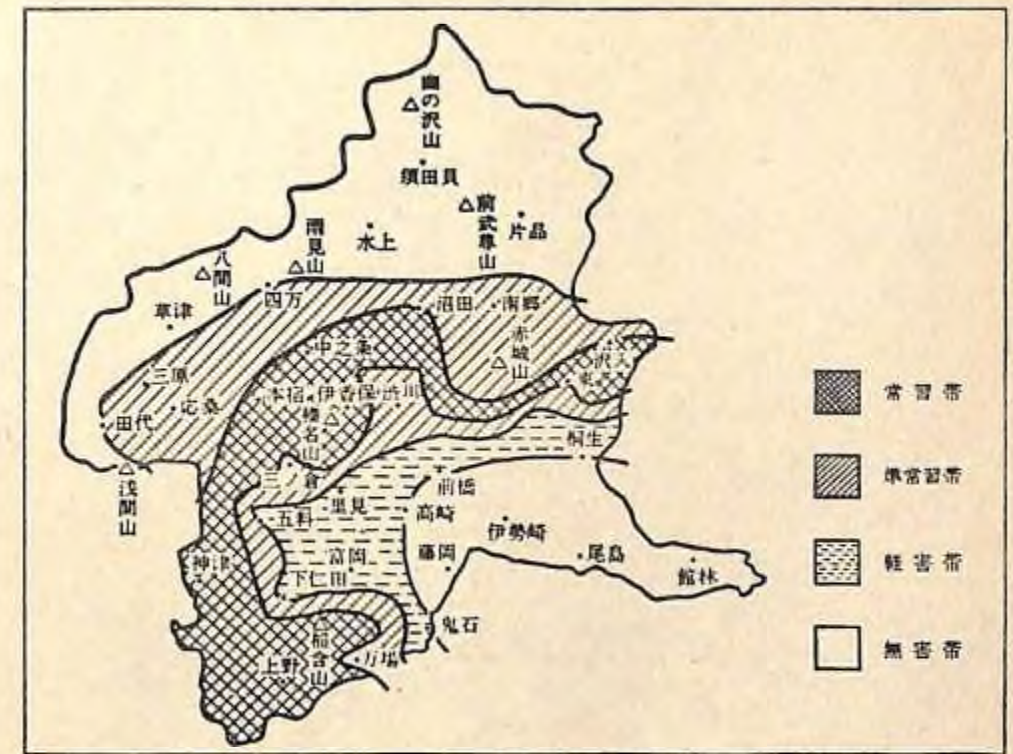 幽の沢山
須田貝
前武尊山
片品
水上
雨見山
八間山
四万
草津
沼田
南郷
赤城山
沢入
東
中之条
三原
応桑
田代
本宿
伊香保
渋川
榛名山
浅間山
三ノ倉
桐生
前橋
里見
高崎
五料
伊勢崎
富岡
藤岡
尾島
館林
神津
下仁田
鬼石
稲含山
上野
万場
常習帯
準常習帯
軽害帯
無害帯